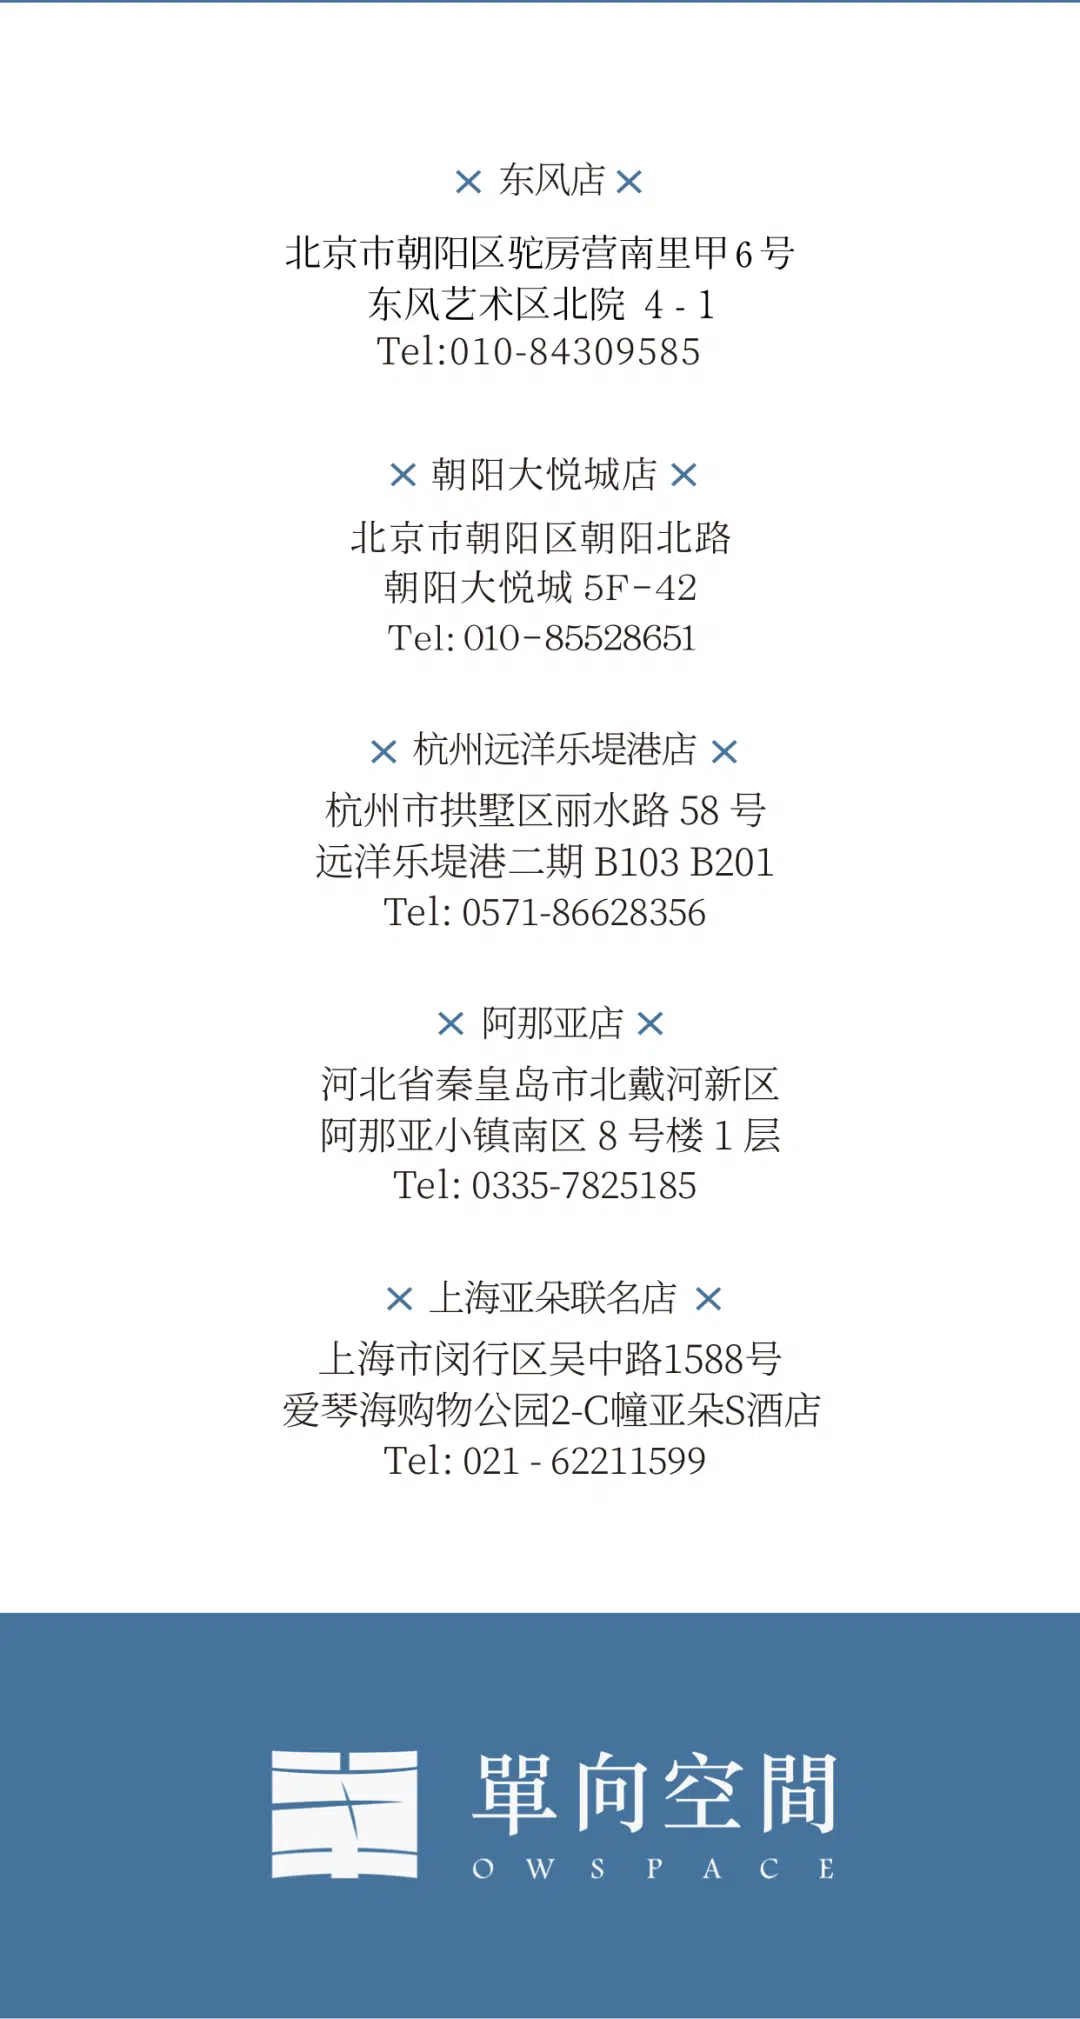 × 东风店 ×
北京市朝阳区驼房营南里甲6号
东风艺术区北院 4 - 1
Tel:010-84309585
× 朝阳大悦城店 ×
北京市朝阳区朝阳北路
朝阳大悦城 5F-42
Tel: 010-85528651
× 杭州远洋乐堤港店 ×
杭州市拱墅区丽水路 58 号
远洋乐堤港二期 B103 B201
Tel: 0571-86628356
× 阿那亚店 ×
河北省秦皇岛市北戴河新区
阿那亚小镇南区 8 号楼 1 层
Tel: 0335-7825185
× 上海亚朵联名店 ×
上海市闵行区吴中路1588号
爱琴海购物公园2-C幢亚朵S酒店
Tel: 021 - 62211599
單向空間
OWSPACE